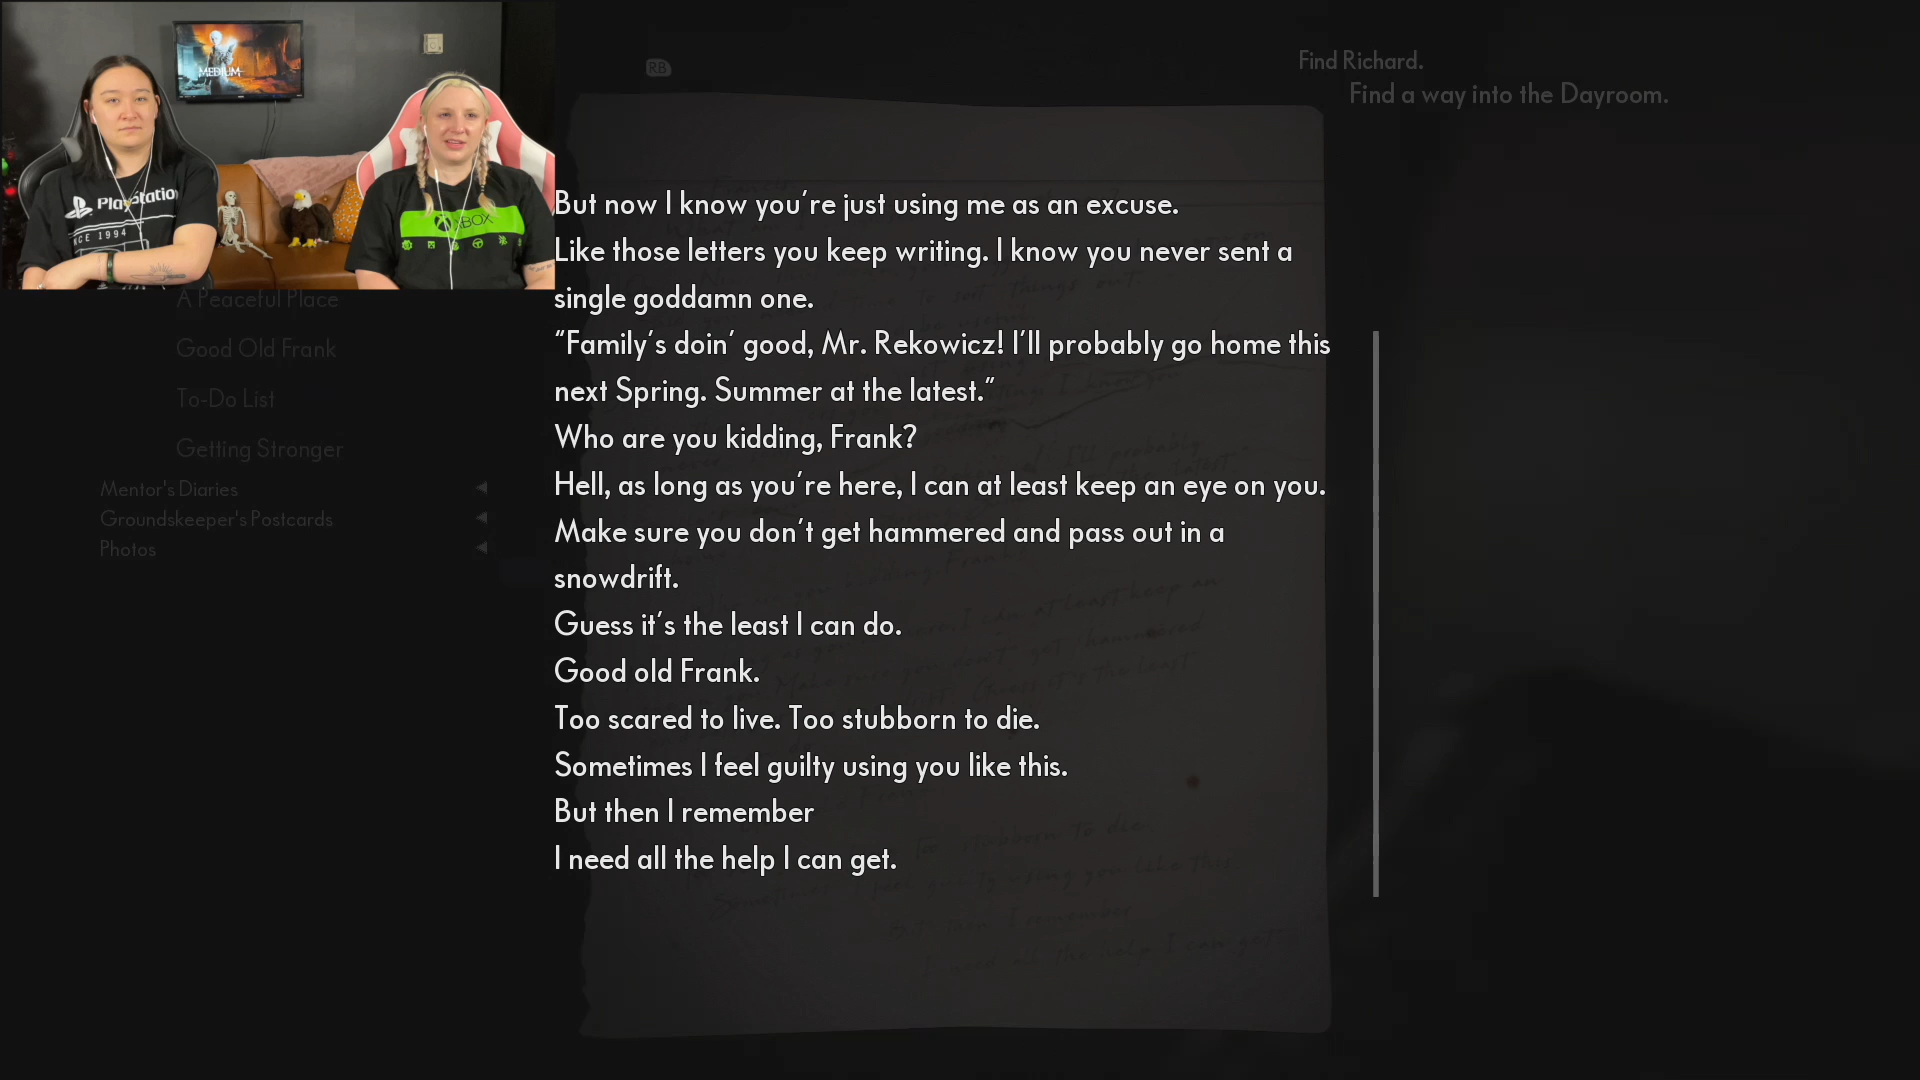 MEDIUM
PlayStation
SINCE 1994
XBOX
RB
Find Richard.
Find a way into the Dayroom.
A Peaceful Place
Good Old Frank
To-Do List
Getting Stronger
Mentor's Diaries
Groundskeeper's Postcards
Photos
But now I know you're just using me as an excuse.
Like those letters you keep writing. I know you never sent a
single goddamn one.
"Family's doin' good, Mr. Rekowicz! I'll probably go home this
next Spring. Summer at the latest."
Who are you kidding, Frank?
Hell, as long as you're here, I can at least keep an eye on you.
Make sure you don't get hammered and pass out in a
snowdrift.
Guess it's the least I can do.
Good old Frank.
Too scared to live. Too stubborn to die.
Sometimes I feel guilty using you like this.
But then I remember
I need all the help I can get.